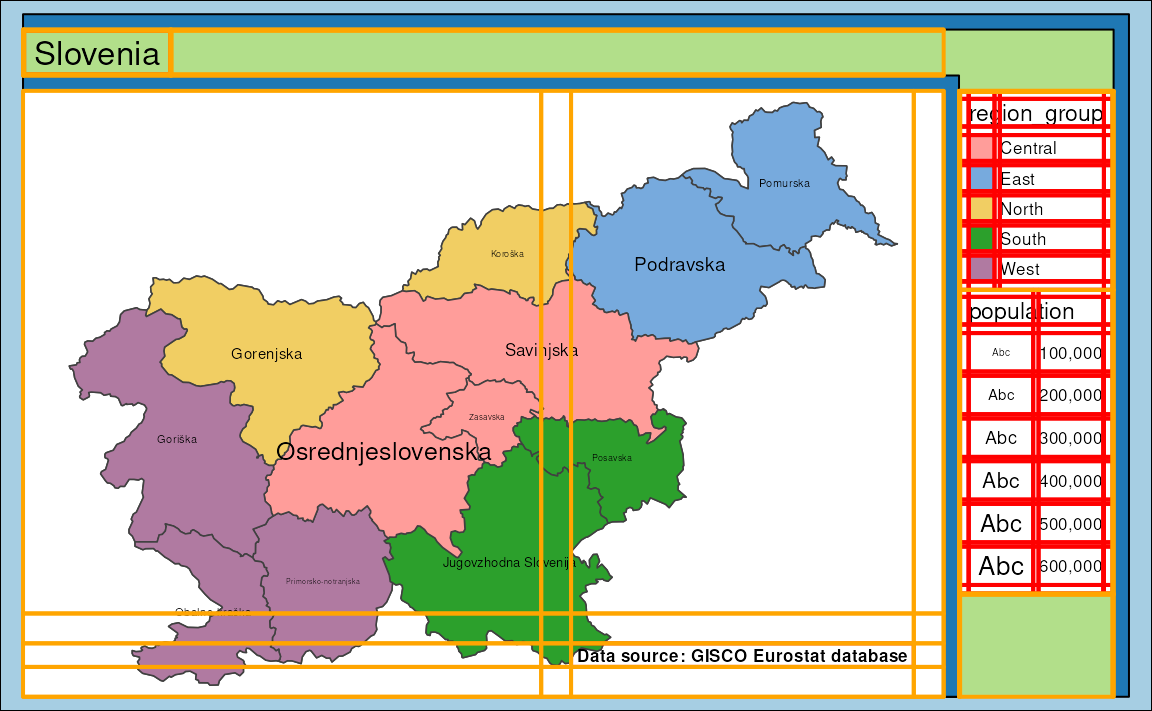 Slovenia
region_group
Central
East
North
South
West
population
Abc 100,000
Abc 200,000
Abc 300,000
Abc 400,000
Abc 500,000
Abc 600,000
Pomurska
Koroška
Podravska
Gorenjska
Savinjska
Zasavska
Goriška
Osrednjeslovenska
Posavska
Jugovzhodna Slovenija
Primorsko-notranjska
Obalno-kraška
Data source: GISCO Eurostat database